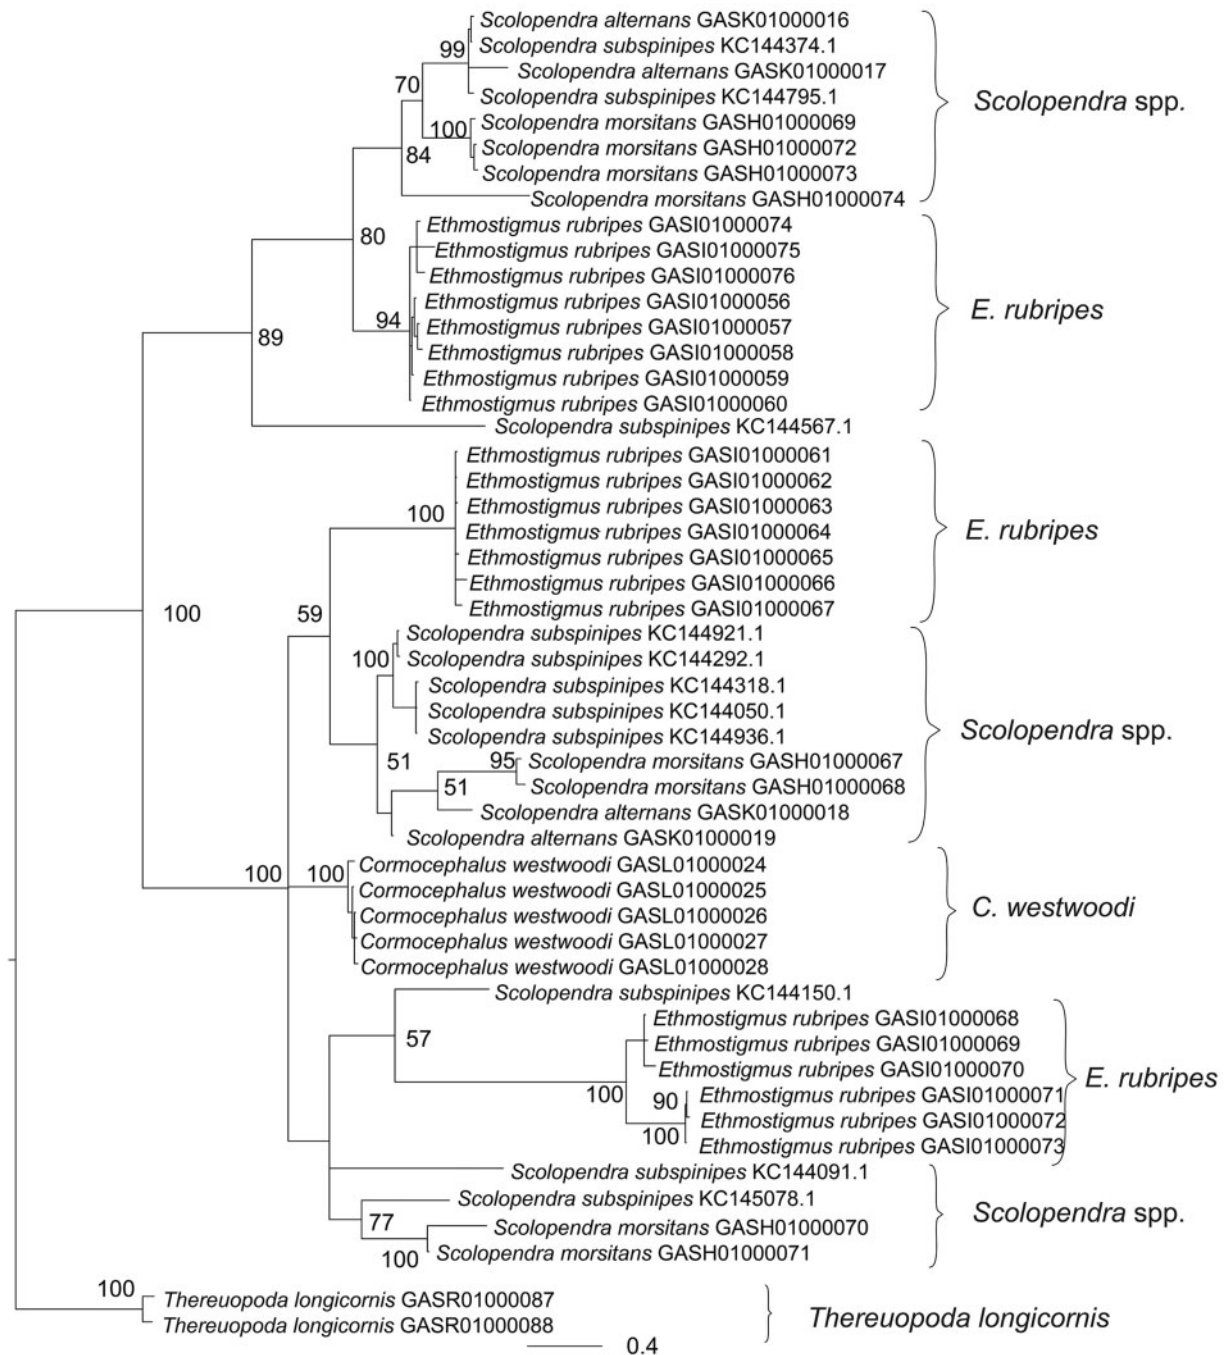 Scolopendra alternans GASK01000016
Scolopendra subspinipes KC144374.1
99
Scolopendra alternans GASK01000017
70
Scolopendra subspinipes KC144795.1
Scolopendra spp.
Scolopendra morsitans GASH01000069
100
Scolopendra morsitans GASH01000072
84
Scolopendra morsitans GASH01000073
Scolopendra morsitans GASH01000074
Ethmostigmus rubripes GASI01000074
80
Ethmostigmus rubripes GASI01000075
Ethmostigmus rubripes GASI01000076
Ethmostigmus rubripes GASI01000056
E. rubripes
94
Ethmostigmus rubripes GASI01000057
89
Ethmostigmus rubripes GASI01000058
Ethmostigmus rubripes GASI01000059
Ethmostigmus rubripes GASI01000060
Scolopendra subspinipes KC144567.1
Ethmostigmus rubripes GASI01000061
Ethmostigmus rubripes GASI01000062
Ethmostigmus rubripes GASI01000063
100
Ethmostigmus rubripes GASI01000064
E. rubripes
Ethmostigmus rubripes GASI01000065
Ethmostigmus rubripes GASI01000066
Ethmostigmus rubripes GASI01000067
100
59
Scolopendra subspinipes KC144921.1
100
Scolopendra subspinipes KC144292.1
Scolopendra subspinipes KC144318.1
Scolopendra subspinipes KC144050.1
Scolopendra subspinipes KC144936.1
Scolopendra spp.
51
95
Scolopendra morsitans GASH01000067
51
Scolopendra morsitans GASH01000068
Scolopendra alternans GASK01000018
Scolopendra alternans GASK01000019
Cormocephalus westwoodi GASL01000024
100
100
Cormocephalus westwoodi GASL01000025
Cormocephalus westwoodi GASL01000026
C. westwoodi
Cormocephalus westwoodi GASL01000027
Cormocephalus westwoodi GASL01000028
Scolopendra subspinipes KC144150.1
Ethmostigmus rubripes GASI01000068
57
Ethmostigmus rubripes GASI01000069
Ethmostigmus rubripes GASI01000070
E. rubripes
100
90
Ethmostigmus rubripes GASI01000071
Ethmostigmus rubripes GASI01000072
100
Ethmostigmus rubripes GASI01000073
Scolopendra subspinipes KC144091.1
Scolopendra subspinipes KC145078.1
Scolopendra spp.
77
Scolopendra morsitans GASH01000070
100
Scolopendra morsitans GASH01000071
100
Thereuopoda longicornis GASR01000087
Thereuopoda longicornis
Thereuopoda longicornis GASR01000088
0.4